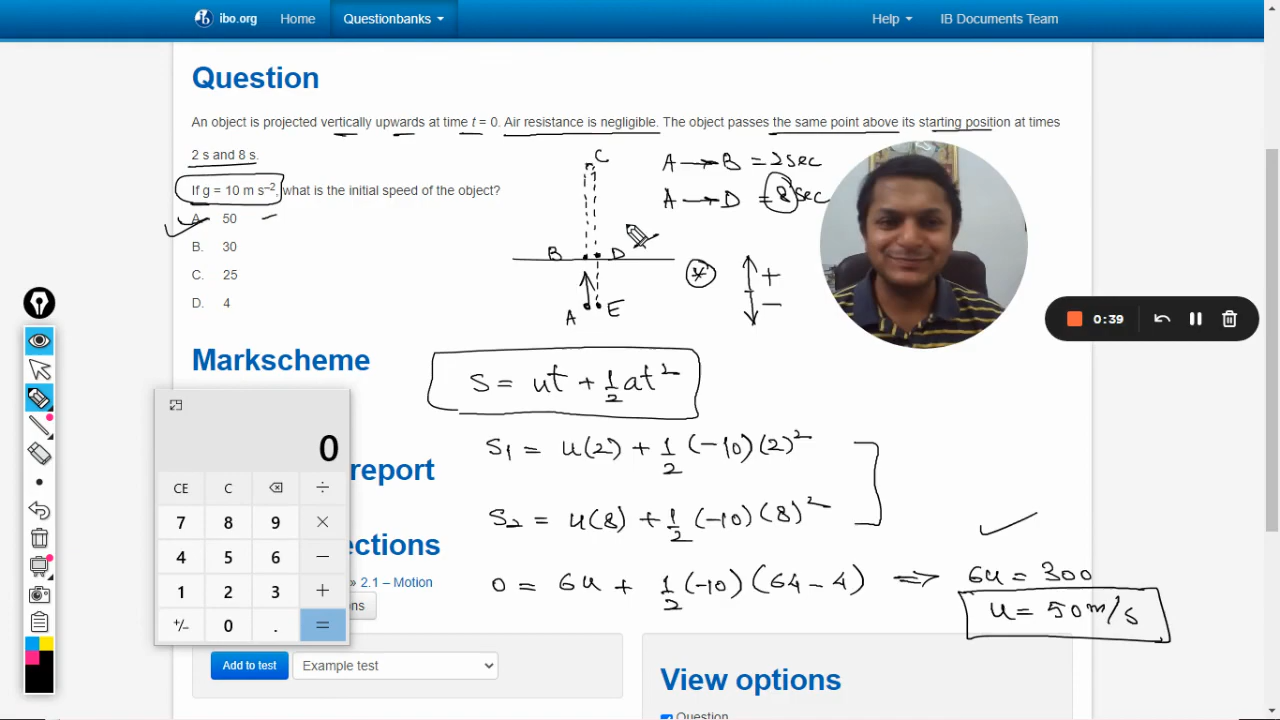 ibo.org Home Questionbanks Help IB Documents Team
Question
An object is projected vertically upwards at time t = 0. Air resistance is negligible. The object passes the same point above its starting position at times
2 s and 8 s.
If g = 10 m s⁻², what is the initial speed of the object?
A. 50
B. 30
C. 25
D. 4
C
A → B = 2 sec
A → D = 8 sec
B D
A E
* + −
0:39
Markscheme
S = ut + 1/2 at²
0
report
S₁ = u(2) + 1/2 (−10)(2)²
CE C ÷
7 8 9 ×
S₂ = u(8) + 1/2 (−10)(8)²
ections
4 5 6 −
» 2.1 – Motion
0 = 6u + 1/2 (−10)(64 − 4) ⇒ 6u = 300
1 2 3 +
ns
u = 50 m/s
+/− 0 . =
Add to test Example test
View options
Question